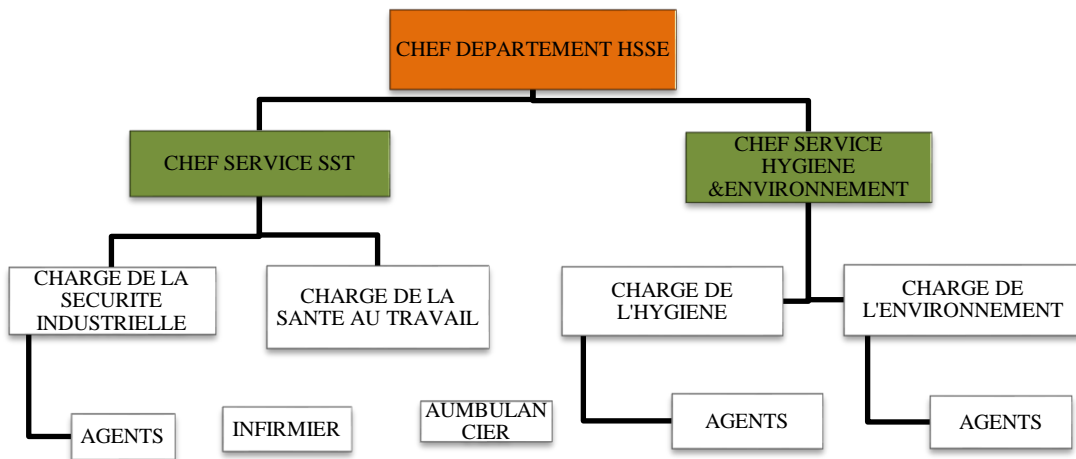 CHEF DEPARTEMENT HSSE
CHEF SERVICE SST
CHEF SERVICE
HYGIENE
&ENVIRONNEMENT
CHARGE DE LA
SECURITE
INDUSTRIELLE
CHARGE DE LA
SANTE AU TRAVAIL
CHARGE DE
L'HYGIENE
CHARGE DE
L'ENVIRONNEMENT
AGENTS
INFIRMIER
AUMBULAN
CIER
AGENTS
AGENTS